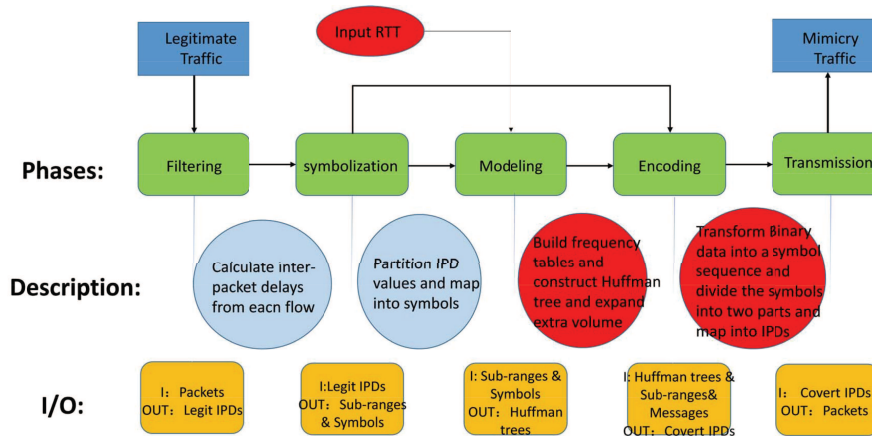 Legitimate
Traffic
Input RTT
Mimicry
Traffic
Phases:
Filtering
symbolization
Modeling
Encoding
Transmission
Description:
Calculate inter-
packet delays
from eacn flow
Partition IPD
values and map
into symbols
Build frequency
tables and
construct Huffman
tree and expand
extra volume
Transform Binary
data into a symbol
sequence and
divide the symbols
into two parts and
map into IPDs
I/O:
I: Packets
OUT: Legit IPDs
I:Legit IPDs
OUT: Sub-ranges
& Symbols
I: Sub-ranges &
Symbols
OUT: Huffman
trees
I: Huffman trees &
Sub-ranges&
Messages
OUT: Covert IPDs
I: Covert IPDs
OUT: Packets